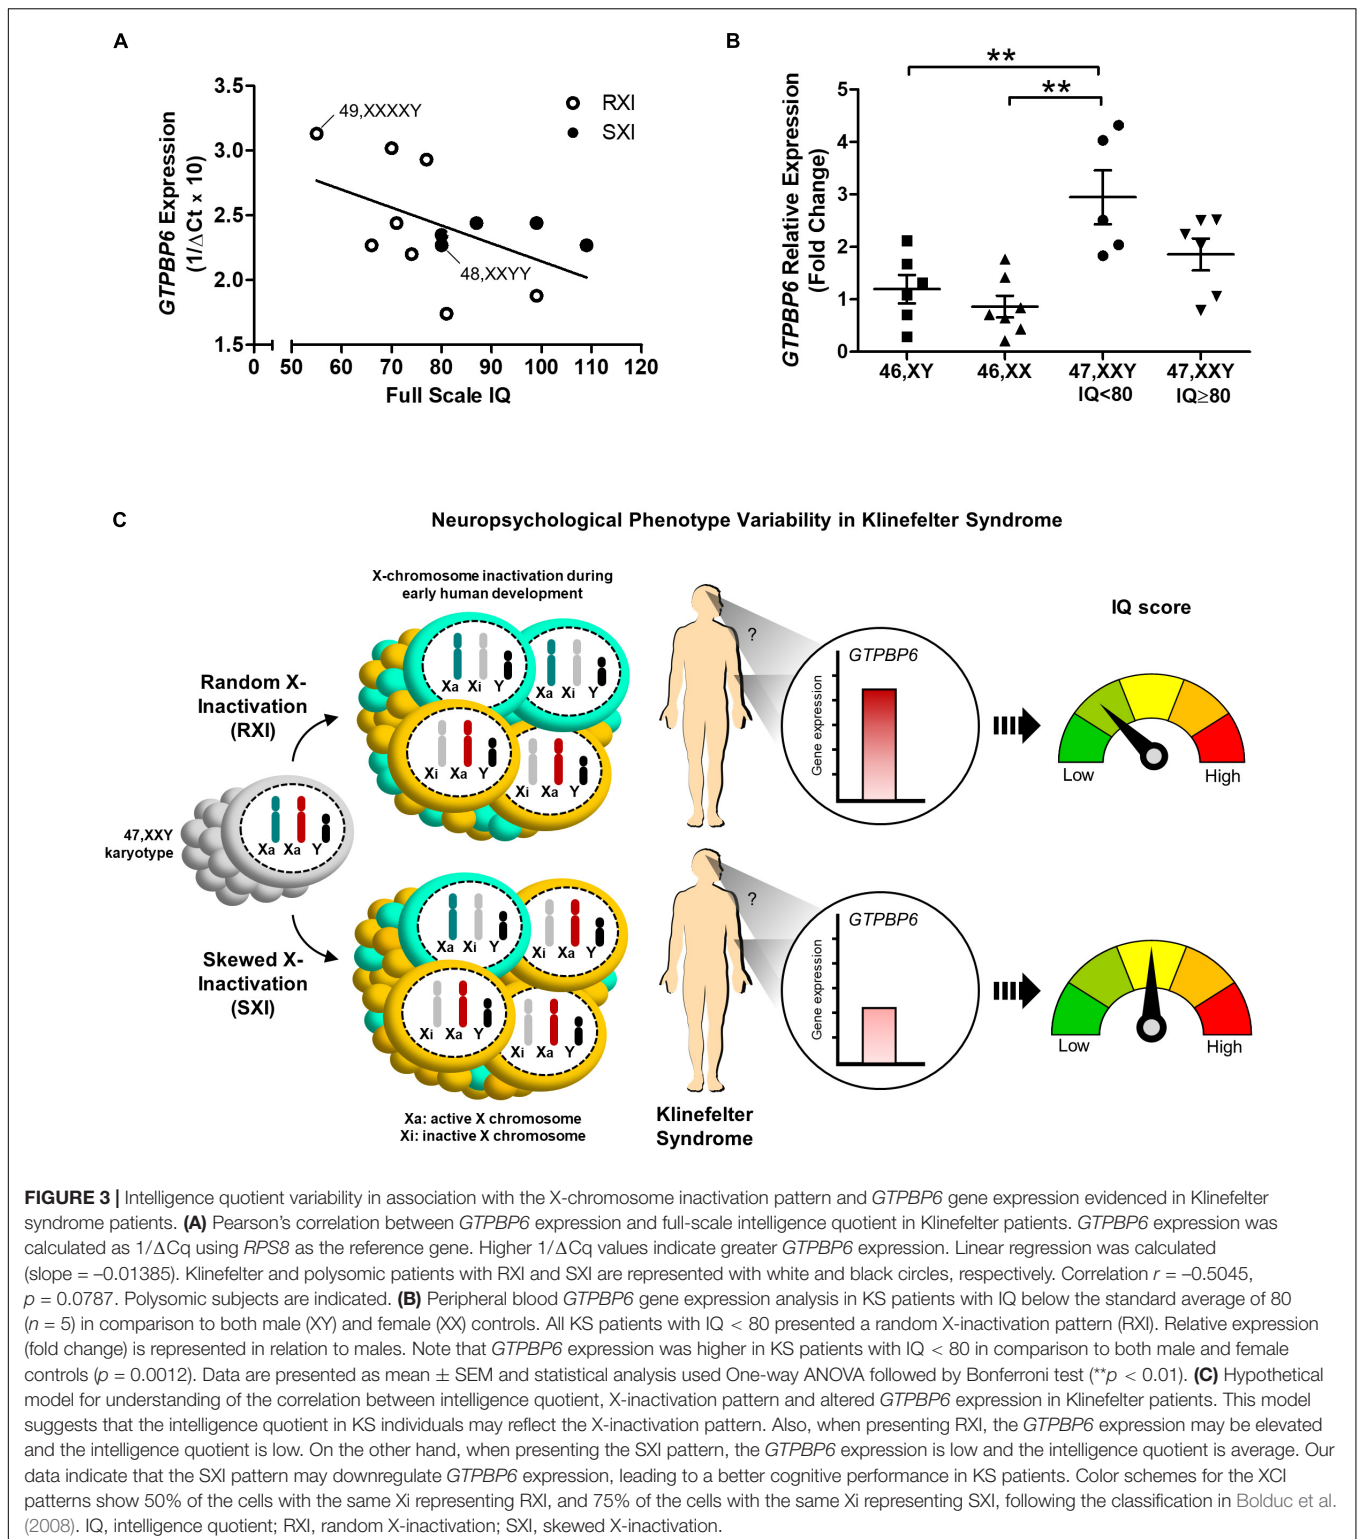 A
GTPBP6 Expression
(1/ΔCt x 10)
3.5
3.0
2.5
2.0
1.5
49,XXXXY
48,XXYY
RXI
SXI
0 50 60 70 80 90 100 110 120
Full Scale IQ
B
GTPBP6 Relative Expression
(Fold Change)
5
4
3
2
1
0
**
**
46,XY 46,XX 47,XXY 47,XXY
IQ<80 IQ≥80
C
Neuropsychological Phenotype Variability in Klinefelter Syndrome
X-chromosome inactivation during
early human development
IQ score
Random X-
Inactivation
(RXI)
Xa Xi Y
Xa Xi Y
Xi Xa Y
Xi Xa Y
?
GTPBP6
Gene expression
Low High
47,XXY
karyotype
Xa Xa Y
Skewed X-
Inactivation
(SXI)
Xa Xi Y
Xi Xa Y
Xi Xa Y
Xi Xa Y
?
GTPBP6
Gene expression
Low High
Xa: active X chromosome
Xi: inactive X chromosome
Klinefelter
Syndrome
FIGURE 3 | Intelligence quotient variability in association with the X-chromosome inactivation pattern and GTPBP6 gene expression evidenced in Klinefelter
syndrome patients. (A) Pearson's correlation between GTPBP6 expression and full-scale intelligence quotient in Klinefelter patients. GTPBP6 expression was
calculated as 1/ΔCq using RPS8 as the reference gene. Higher 1/ΔCq values indicate greater GTPBP6 expression. Linear regression was calculated
(slope = –0.01385). Klinefelter and polysomic patients with RXI and SXI are represented with white and black circles, respectively. Correlation r = –0.5045,
p = 0.0787. Polysomic subjects are indicated. (B) Peripheral blood GTPBP6 gene expression analysis in KS patients with IQ below the standard average of 80
(n = 5) in comparison to both male (XY) and female (XX) controls. All KS patients with IQ < 80 presented a random X-inactivation pattern (RXI). Relative expression
(fold change) is represented in relation to males. Note that GTPBP6 expression was higher in KS patients with IQ < 80 in comparison to both male and female
controls (p = 0.0012). Data are presented as mean ± SEM and statistical analysis used One-way ANOVA followed by Bonferroni test (**p < 0.01). (C) Hypothetical
model for understanding of the correlation between intelligence quotient, X-inactivation pattern and altered GTPBP6 expression in Klinefelter patients. This model
suggests that the intelligence quotient in KS individuals may reflect the X-inactivation pattern. Also, when presenting RXI, the GTPBP6 expression may be elevated
and the intelligence quotient is low. On the other hand, when presenting the SXI pattern, the GTPBP6 expression is low and the intelligence quotient is average. Our
data indicate that the SXI pattern may downregulate GTPBP6 expression, leading to a better cognitive performance in KS patients. Color schemes for the XCI
patterns show 50% of the cells with the same Xi representing RXI, and 75% of the cells with the same Xi representing SXI, following the classification in Bolduc et al.
(2008). IQ, intelligence quotient; RXI, random X-inactivation; SXI, skewed X-inactivation.